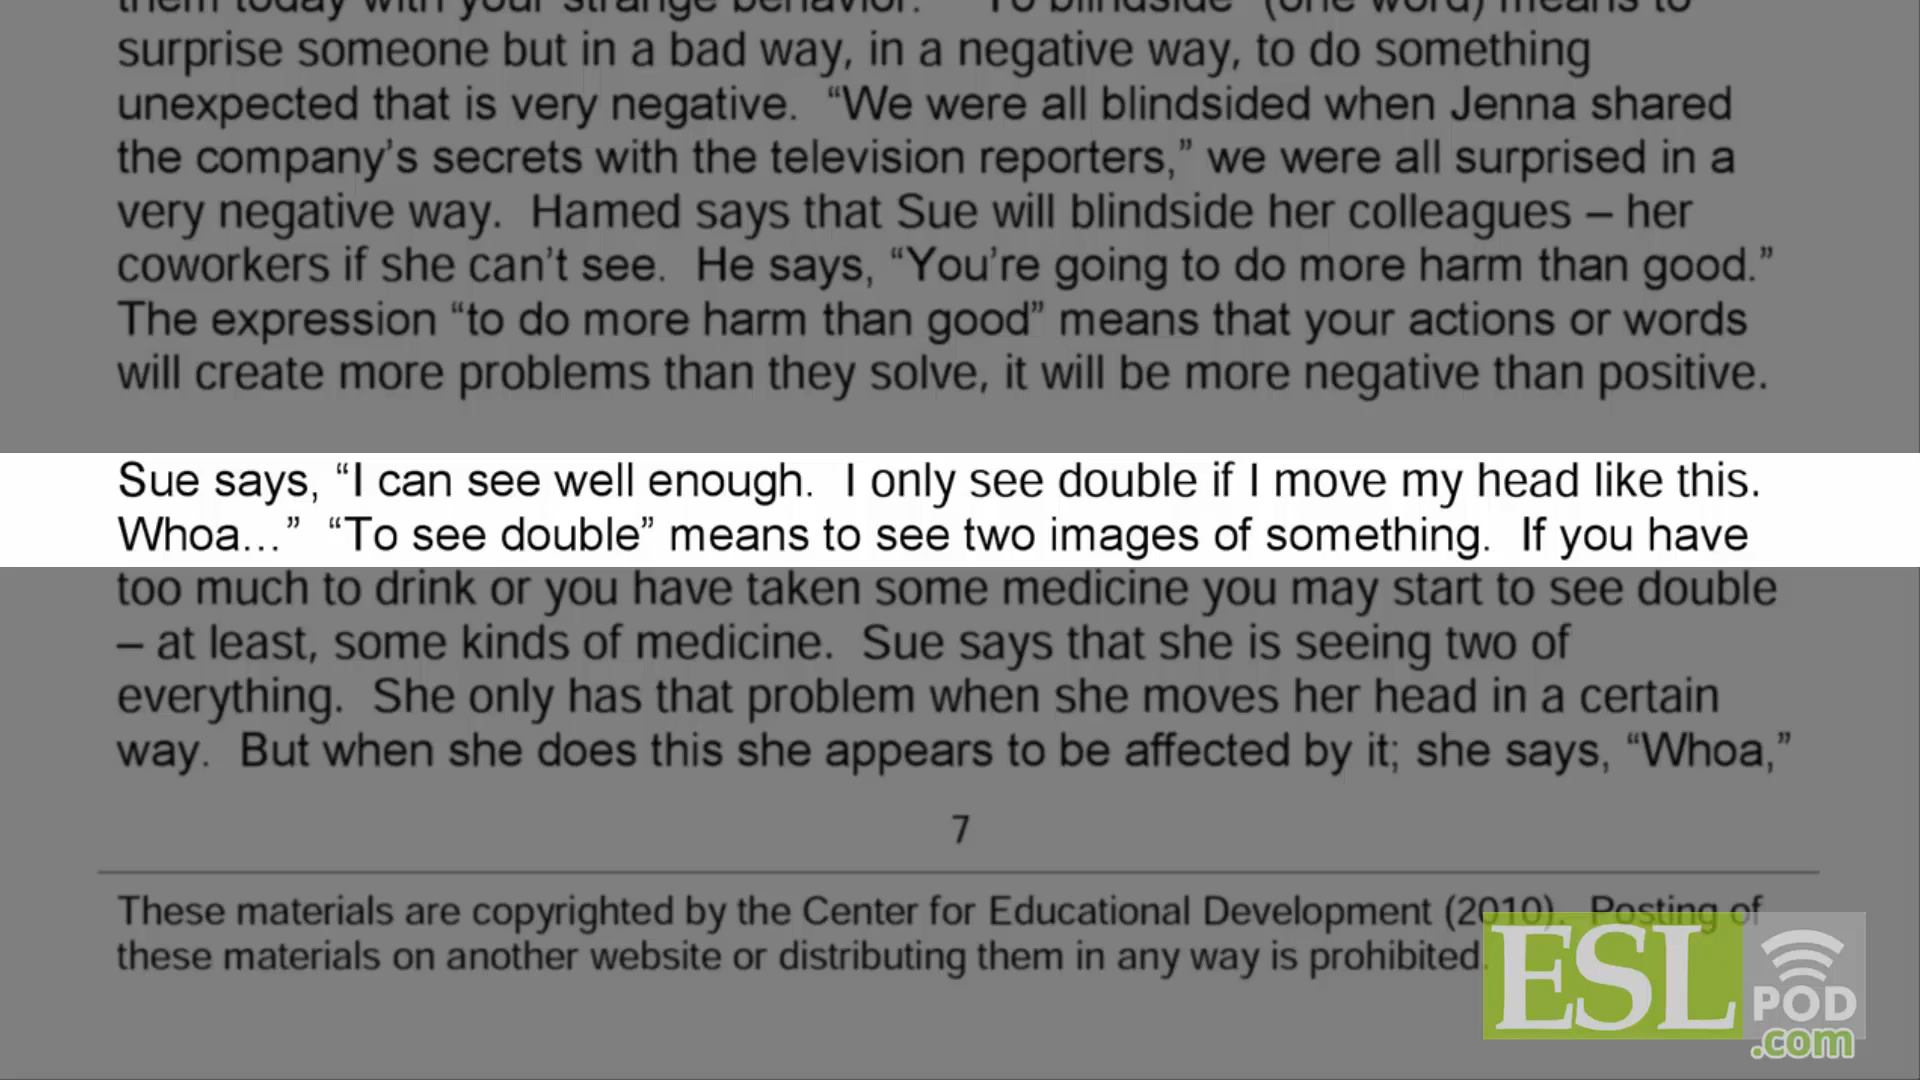 them today with your strange behavior.” “To blindside” (one word) means to
surprise someone but in a bad way, in a negative way, to do something
unexpected that is very negative. “We were all blindsided when Jenna shared
the company’s secrets with the television reporters,” we were all surprised in a
very negative way. Hamed says that Sue will blindside her colleagues – her
coworkers if she can’t see. He says, “You’re going to do more harm than good.”
The expression “to do more harm than good” means that your actions or words
will create more problems than they solve, it will be more negative than positive.
Sue says, “I can see well enough. I only see double if I move my head like this.
Whoa…” “To see double” means to see two images of something. If you have
too much to drink or you have taken some medicine you may start to see double
– at least, some kinds of medicine. Sue says that she is seeing two of
everything. She only has that problem when she moves her head in a certain
way. But when she does this she appears to be affected by it; she says, “Whoa,”
7
These materials are copyrighted by the Center for Educational Development (2010). Posting of
these materials on another website or distributing them in any way is prohibited.
ESL
POD
.com